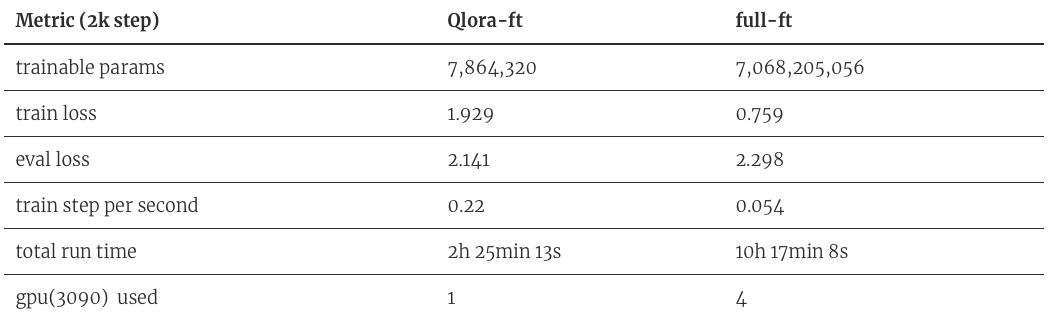 Metric (2k step) Qlora-ft full-ft
trainable params 7,864,320 7,068,205,056
train loss 1.929 0.759
eval loss 2.141 2.298
train step per second 0.22 0.054
total run time 2h 25min 13s 10h 17min 8s
gpu(3090) used 1 4